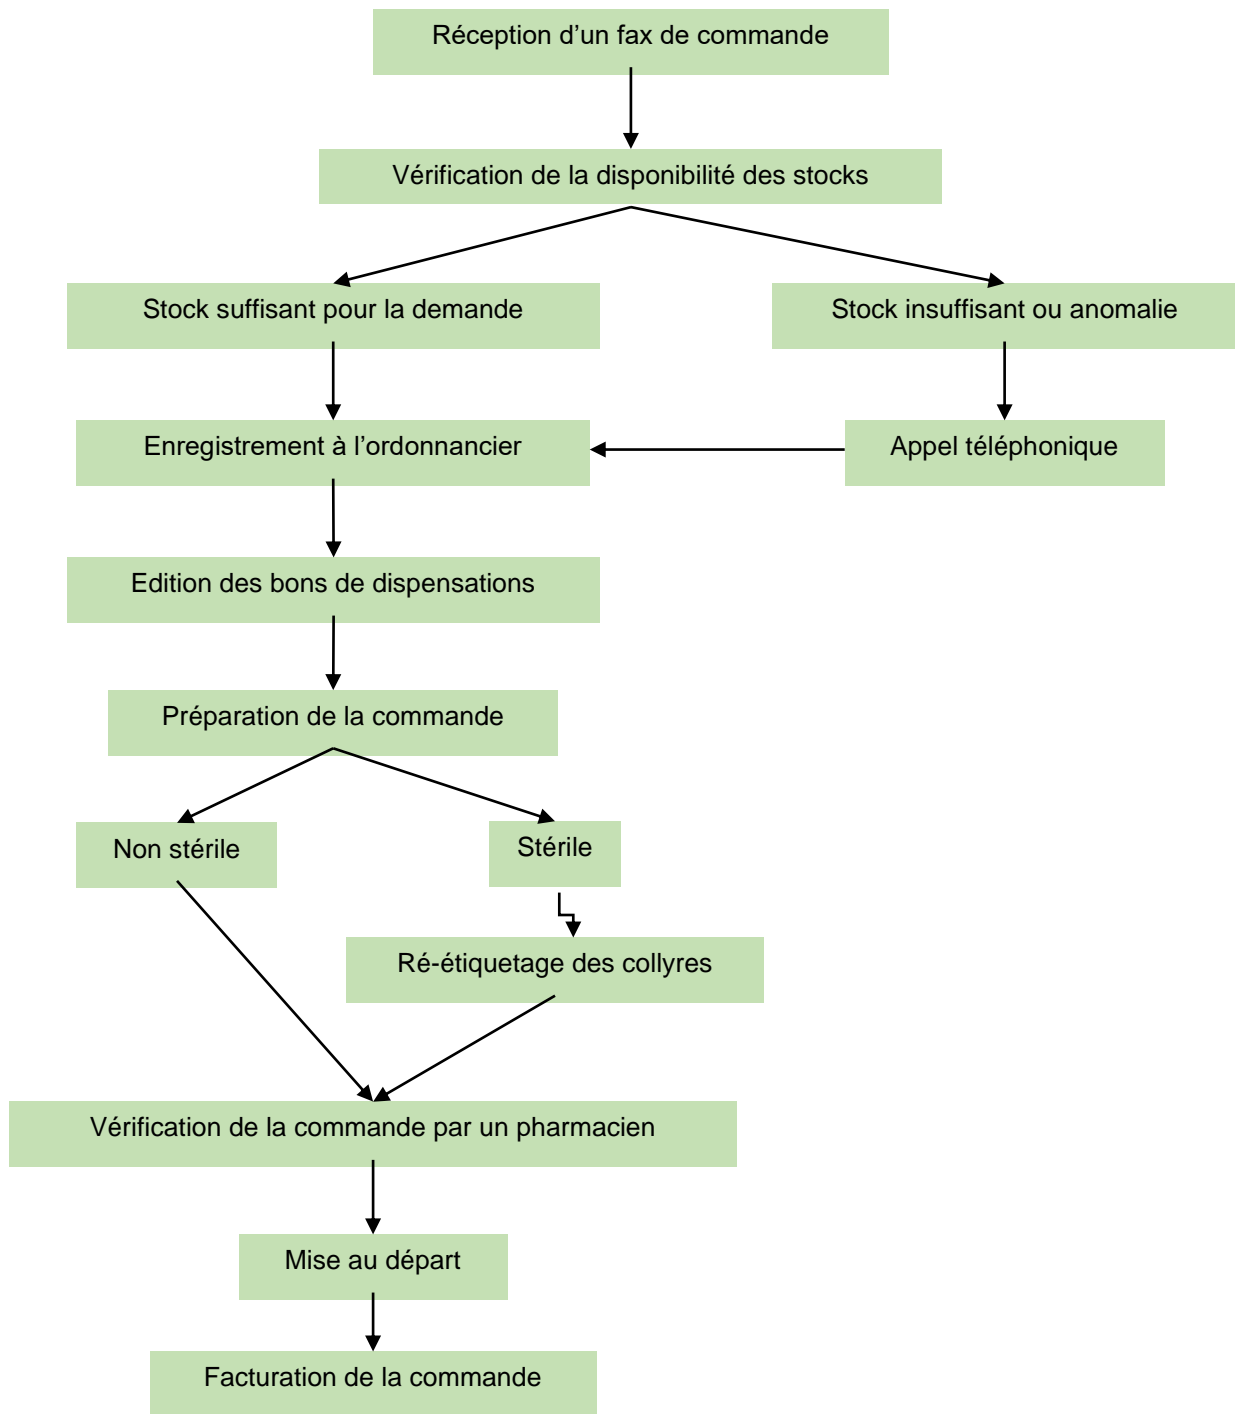 Réception d’un fax de commande
Vérification de la disponibilité des stocks
Stock suffisant pour la demande
Stock insuffisant ou anomalie
Enregistrement à l’ordonnancier
Appel téléphonique
Edition des bons de dispensations
Préparation de la commande
Non stérile
Stérile
Ré-étiquetage des collyres
Vérification de la commande par un pharmacien
Mise au départ
Facturation de la commande